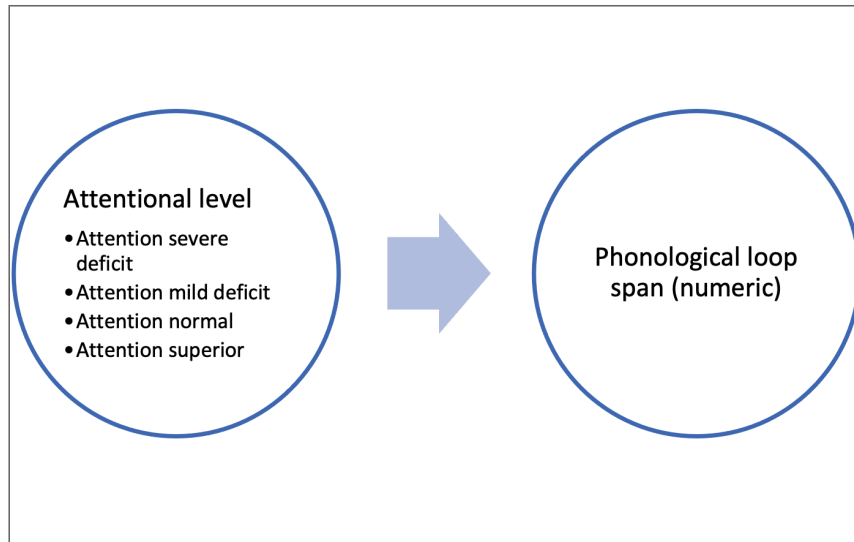 Attentional level
•Attention severe
deficit
•Attention mild deficit
•Attention normal
•Attention superior
Phonological loop
span (numeric)